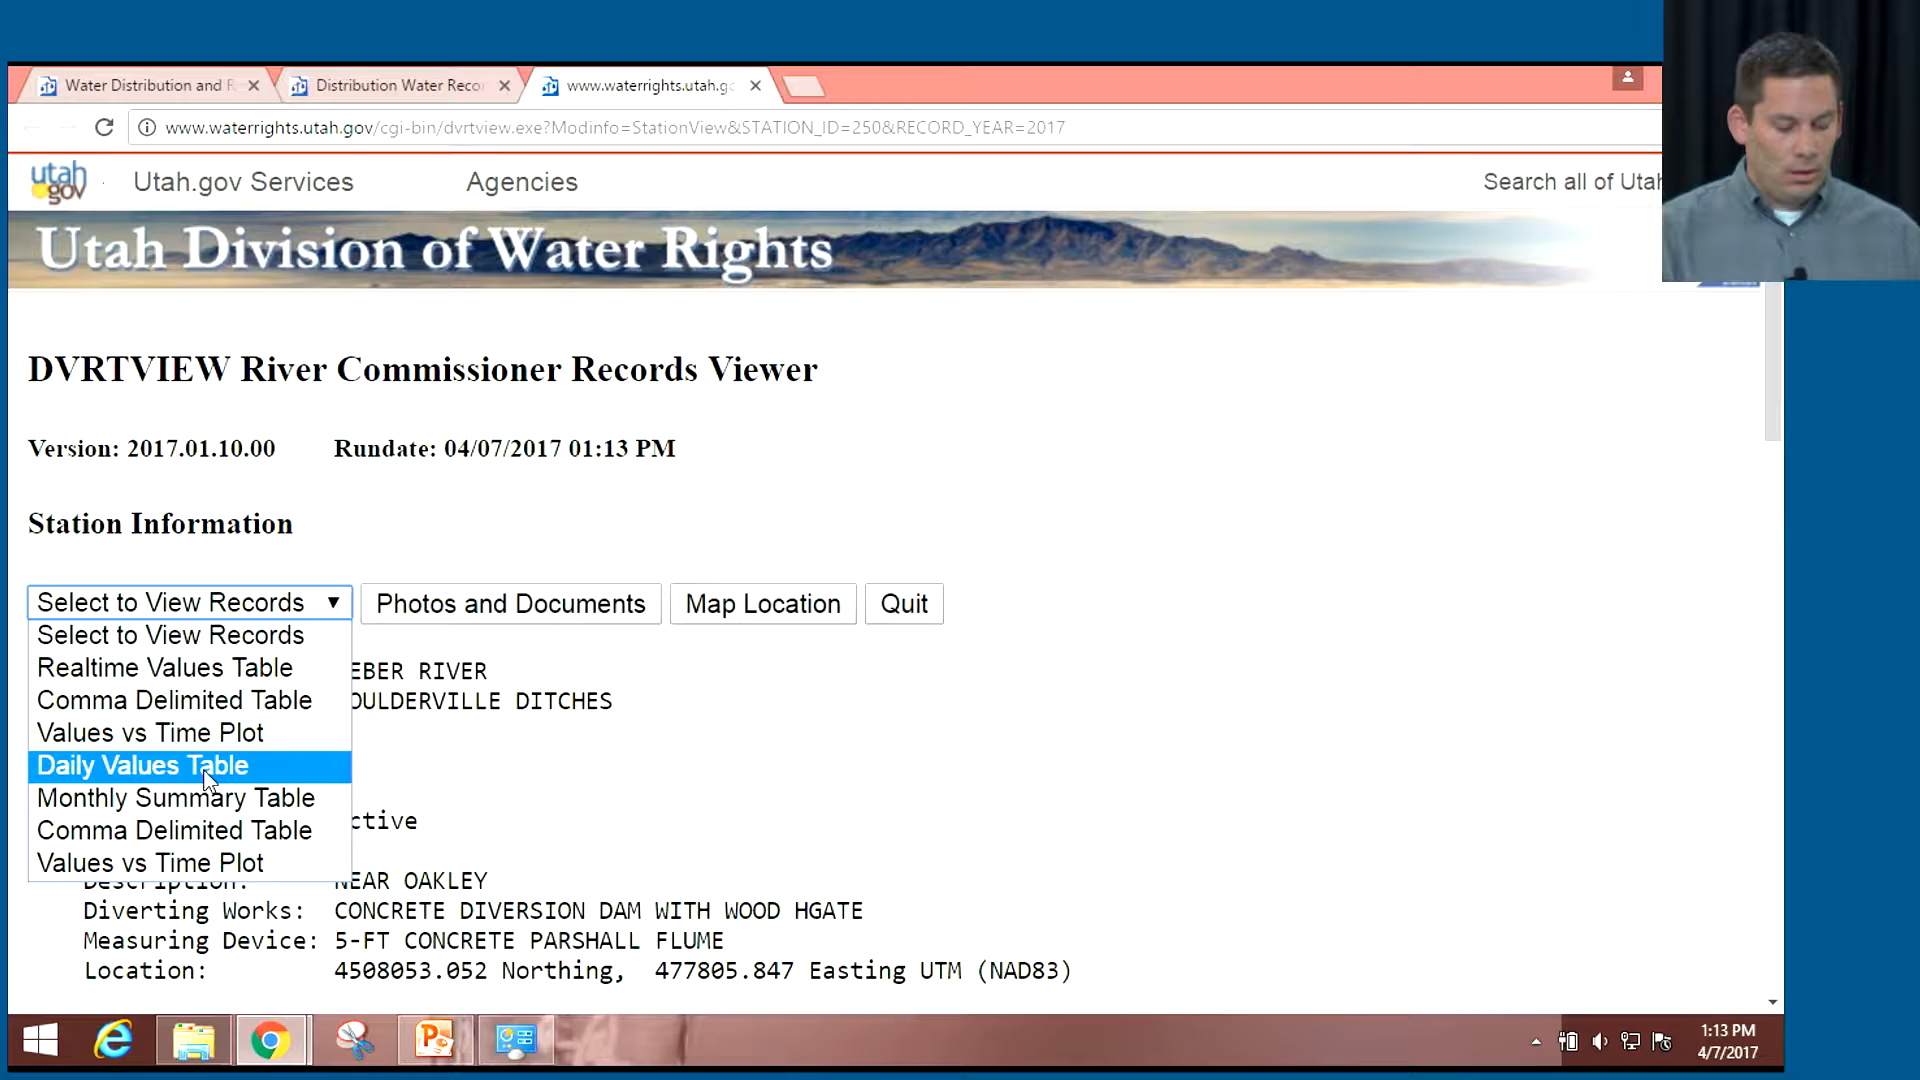 Water Distribution and R
Distribution Water Recor
www.waterrights.utah.go
www.waterrights.utah.gov/cgi-bin/dvrtview.exe?Modinfo=StationView&STATION_ID=250&RECORD_YEAR=2017
utah gov
Utah.gov Services
Agencies
Search all of Utah
Utah Division of Water Rights
DVRTVIEW River Commissioner Records Viewer
Version: 2017.01.10.00 Rundate: 04/07/2017 01:13 PM
Station Information
Select to View Records ▼
Photos and Documents
Map Location
Quit
Select to View Records
Realtime Values Table
EBER RIVER
Comma Delimited Table
OULDERVILLE DITCHES
Values vs Time Plot
Daily Values Table
Monthly Summary Table
Comma Delimited Table
ctive
Values vs Time Plot
Description: NEAR OAKLEY
Diverting Works: CONCRETE DIVERSION DAM WITH WOOD HGATE
Measuring Device: 5-FT CONCRETE PARSHALL FLUME
Location: 4508053.052 Northing, 477805.847 Easting UTM (NAD83)
1:13 PM
4/7/2017